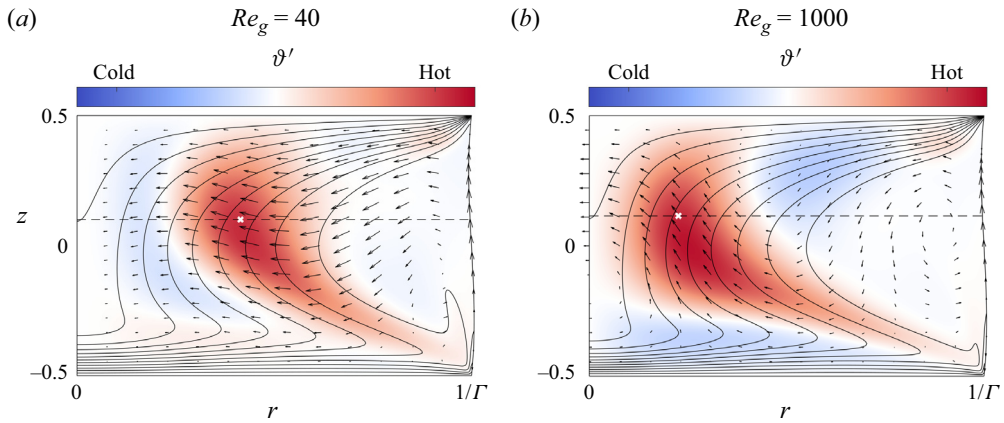 (a) Re_g = 40
ϑ′
Cold Hot
0.5
z
0
–0.5
0 1/Γ
r
(b) Re_g = 1000
ϑ′
Cold Hot
0.5
0
–0.5
0 1/Γ
r